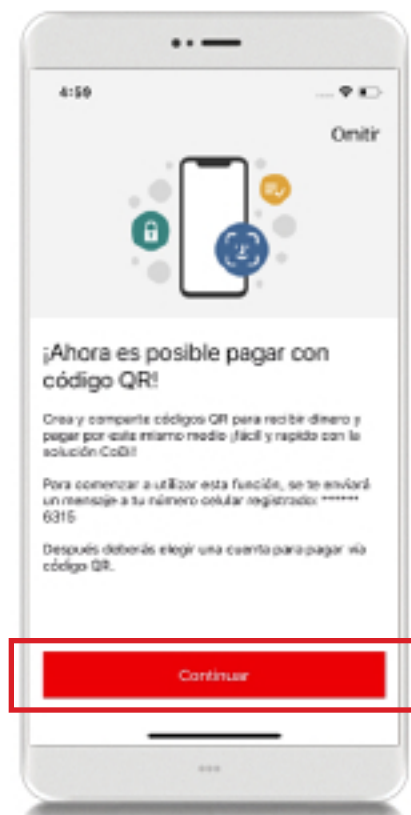 4:59
Omitir
¡Ahora es posible pagar con
código QR!
Crea y comparte códigos QR para recibir dinero y
pagar por este mismo medio ¡fácil y rapido con la
solución CoDi!
Para comenzar a utilizar esta función, se te enviará
un mensaje a tu número celular registrado: ******
6315
Después deberás elegir una cuenta para pagar vía
código QR.
Continuar